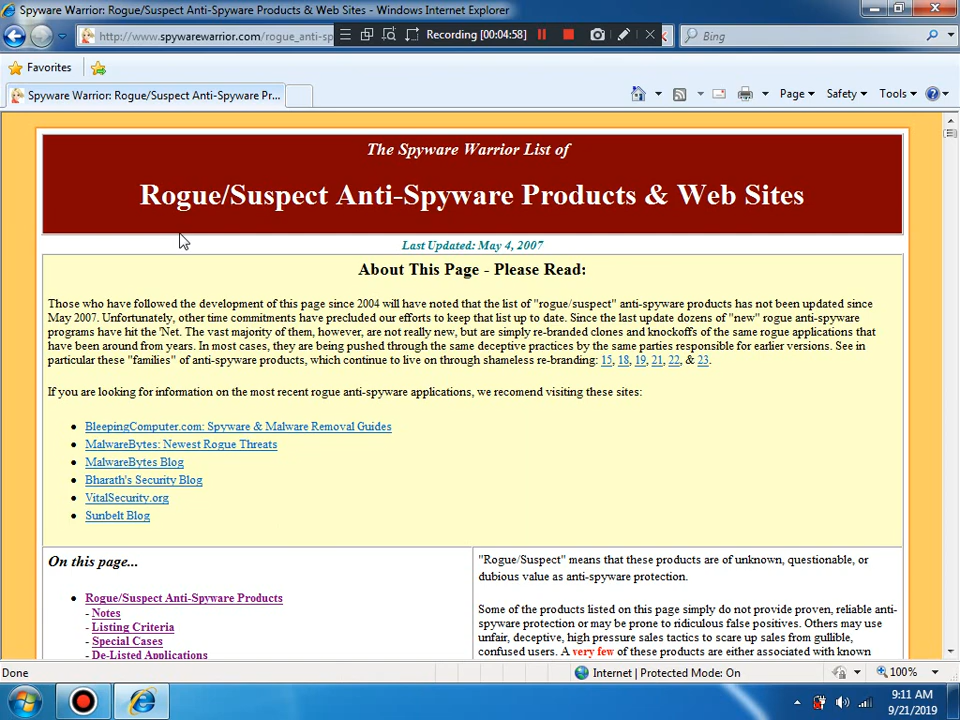 Spyware Warrior: Rogue/Suspect Anti-Spyware Products & Web Sites - Windows Internet Explorer
http://www.spywarewarrior.com/rogue_anti-sp
Recording [00:04:58]
Bing
Favorites
Spyware Warrior: Rogue/Suspect Anti-Spyware Pr...
Page
Safety
Tools
The Spyware Warrior List of
Rogue/Suspect Anti-Spyware Products & Web Sites
Last Updated: May 4, 2007
About This Page - Please Read:
Those who have followed the development of this page since 2004 will have noted that the list of "rogue/suspect" anti-spyware products has not been updated since
May 2007. Unfortunately, other time commitments have precluded our efforts to keep that list up to date. Since the last update dozens of "new" rogue anti-spyware
programs have hit the 'Net. The vast majority of them, however, are not really new, but are simply re-branded clones and knockoffs of the same rogue applications that
have been around from years. In most cases, they are being pushed through the same deceptive practices by the same parties responsible for earlier versions. See in
particular these "families" of anti-spyware products, which continue to live on through shameless re-branding: 15, 18, 19, 21, 22, & 23.
If you are looking for information on the most recent rogue anti-spyware applications, we recomend visiting these sites:
BleepingComputer.com: Spyware & Malware Removal Guides
MalwareBytes: Newest Rogue Threats
MalwareBytes Blog
Bharath's Security Blog
VitalSecurity.org
Sunbelt Blog
On this page...
Rogue/Suspect Anti-Spyware Products
- Notes
- Listing Criteria
- Special Cases
- De-Listed Applications
"Rogue/Suspect" means that these products are of unknown, questionable, or
dubious value as anti-spyware protection.
Some of the products listed on this page simply do not provide proven, reliable anti-
spyware protection or may be prone to ridiculous false positives. Others may use
unfair, deceptive, high pressure sales tactics to scare up sales from gullible,
confused users. A very few of these products are either associated with known
Done
Internet | Protected Mode: On
100%
9:11 AM
9/21/2019